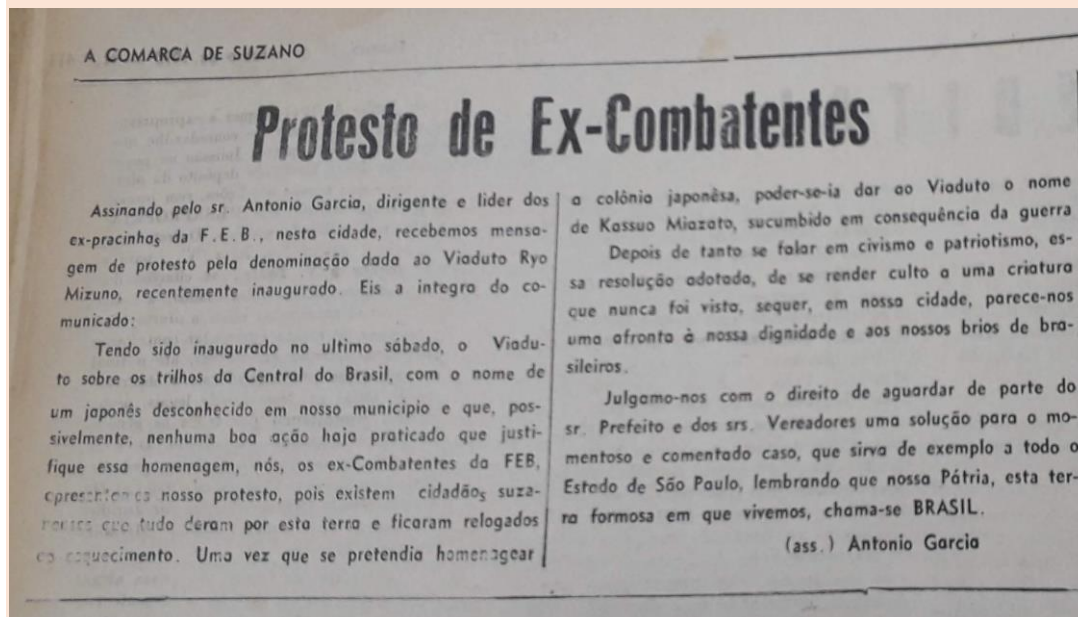 A COMARCA DE SUZANO
Protesto de Ex-Combatentes
Assinando pelo sr. Antonio Garcia, dirigente e lider dos
ex-pracinhas da F.E.B., nesta cidade, recebemos mensa-
gem de protesto pela denominação dada ao Viaduto Ryo
Mizuno, recentemente inaugurado. Eis a integra do co-
municado:
Tendo sido inaugurado no ultimo sábado, o Viadu-
to sobre os trilhos da Central do Brasil, com o nome de
um japonês desconhecido em nosso municipio e que, pos-
sivelmente, nenhuma boa ação haja praticado que justi-
fique essa homenagem, nós, os ex-Combatentes da FEB,
apresentamos nosso protesto, pois existem cidadãos suza-
nenses que tudo deram por esta terra e ficaram relogados
ao esquecimento. Uma vez que se pretendia homenagear
a colônia japonêsa, poder-se-ia dar ao Viaduto o nome
de Kassuo Miazato, sucumbido em consequência da guerra
Depois de tanto se falar em civismo e patriotismo, es-
sa resolução adotada, de se render culto a uma criatura
que nunca foi vista, sequer, em nossa cidade, parece-nos
uma afronta à nossa dignidade e aos nossos brios de bra-
sileiros.
Julgamo-nos com o direito de aguardar de parte do
sr. Prefeito e dos srs. Vereadores uma solução para o mo-
mentoso e comentado caso, que sirva de exemplo a todo o
Estado de São Paulo, lembrando que nossa Pátria, esta ter-
ra formosa em que vivemos, chama-se BRASIL.
(ass.) Antonio Garcia